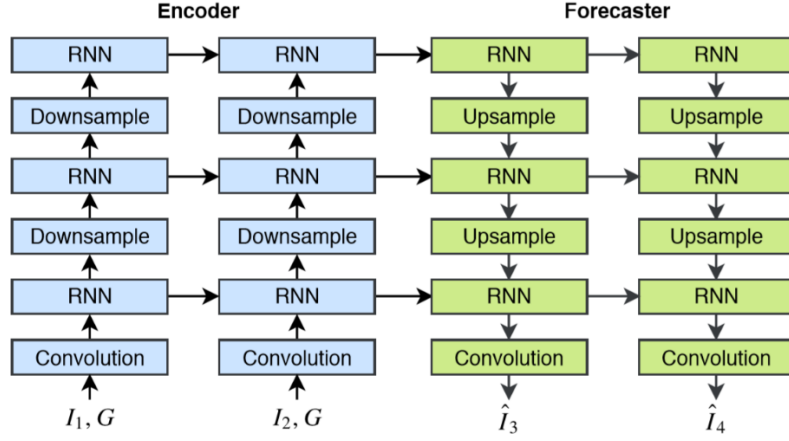 Encoder Forecaster
RNN RNN RNN RNN
Downsample Downsample Upsample Upsample
RNN RNN RNN RNN
Downsample Downsample Upsample Upsample
RNN RNN RNN RNN
Convolution Convolution Convolution Convolution
I₁, G I₂, G Î₃ Î₄